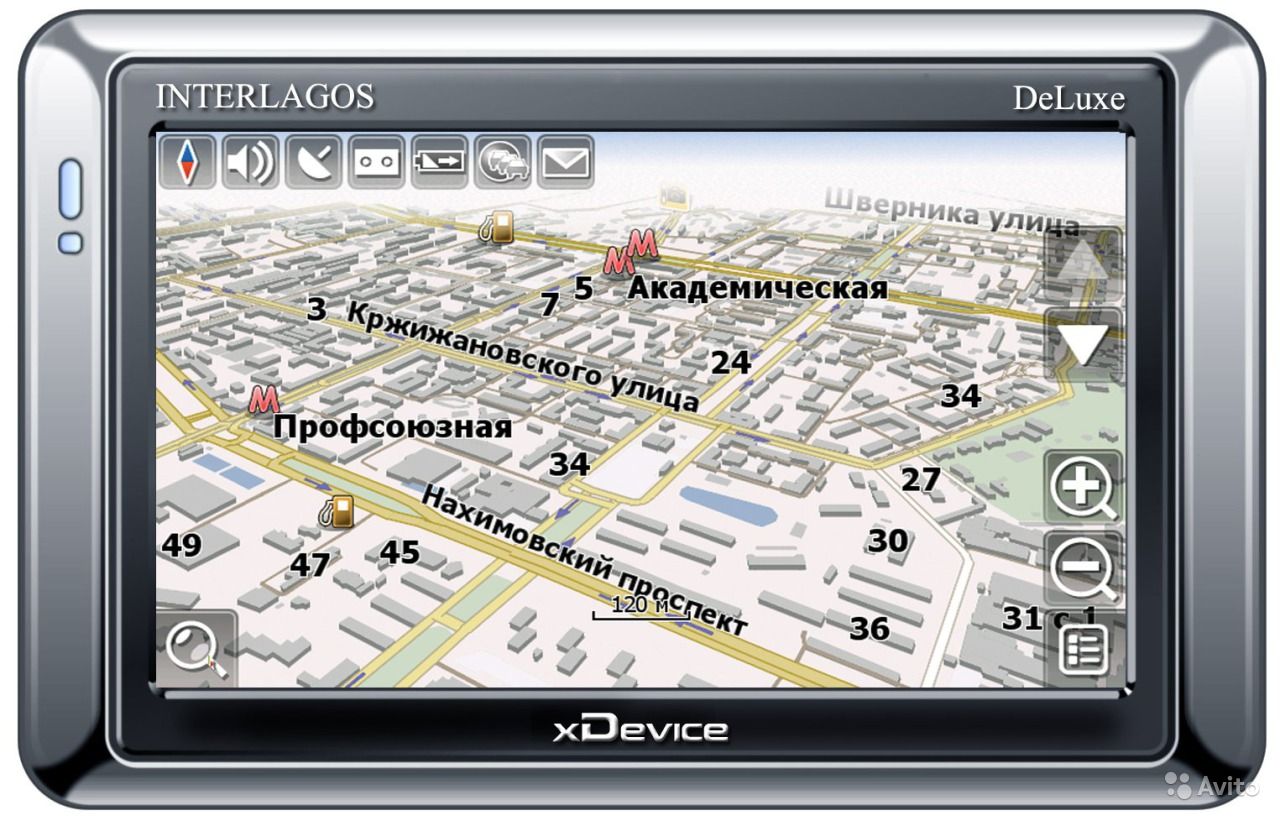 INTERLAGOS
DeLuxe
Шверника улица
М
М
Академическая
5
7
3
Кржижановского улица
24
34
М
Профсоюзная
34
27
Нахимовский проспект
49
47
45
30
120 м
36
31 с 1
xDevice
Avito